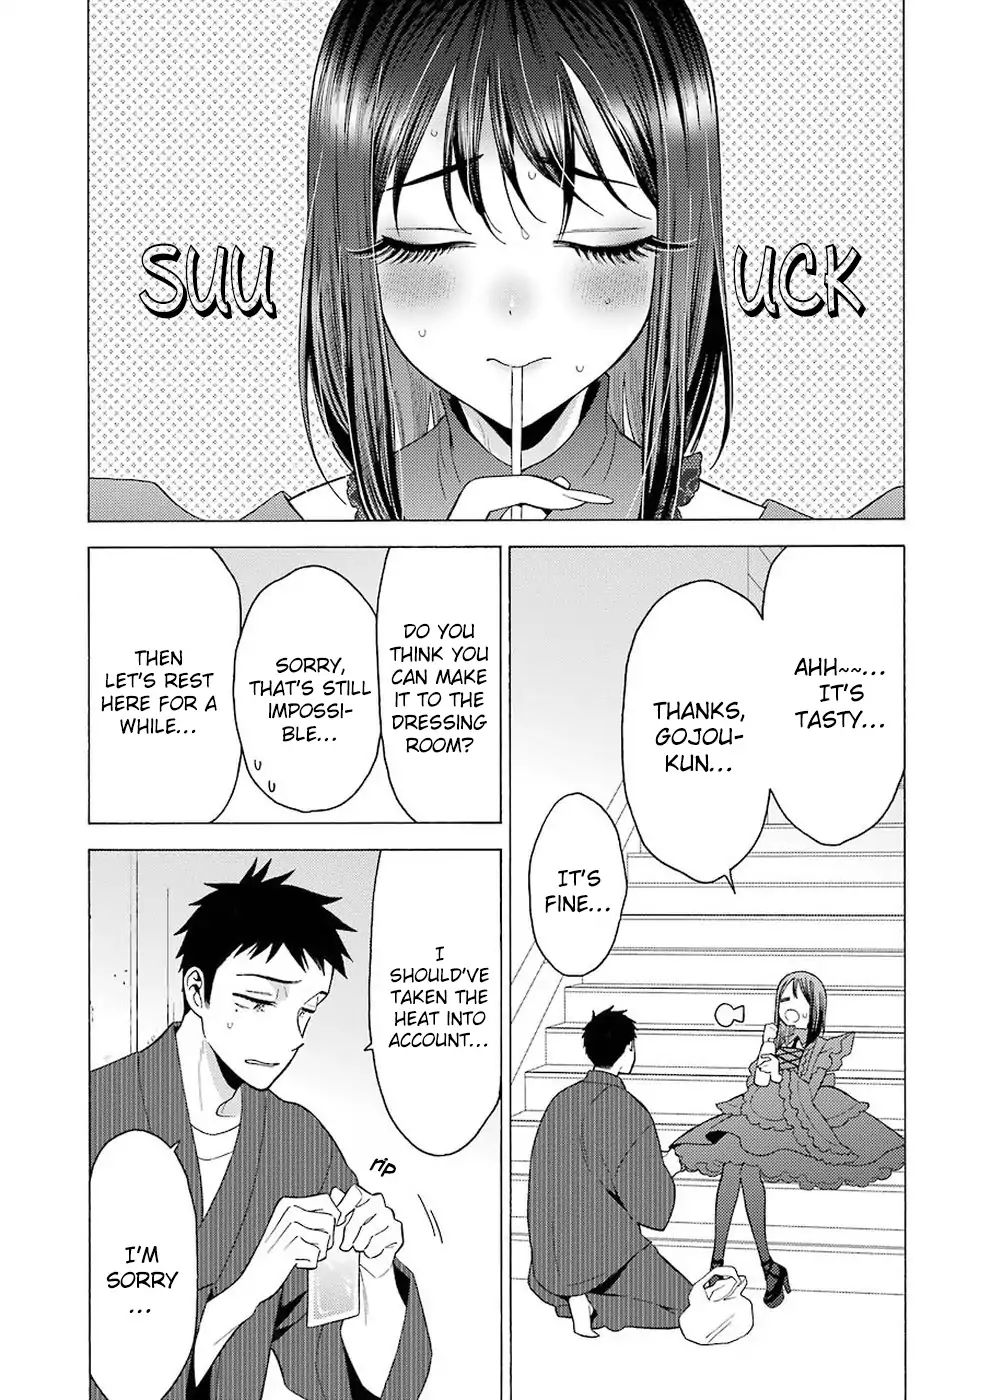 SUU UCK
AHH~~...
IT'S
TASTY...
THANKS,
GOJOU-
KUN...
IT'S
FINE...
DO YOU
THINK YOU
CAN MAKE
IT TO THE
DRESSING
ROOM?
SORRY,
THAT'S STILL
IMPOSSI-
BLE...
THEN
LET'S REST
HERE FOR A
WHILE...
I
SHOULD'VE
TAKEN THE
HEAT INTO
ACCOUNT...
rip
I'M
SORRY
...